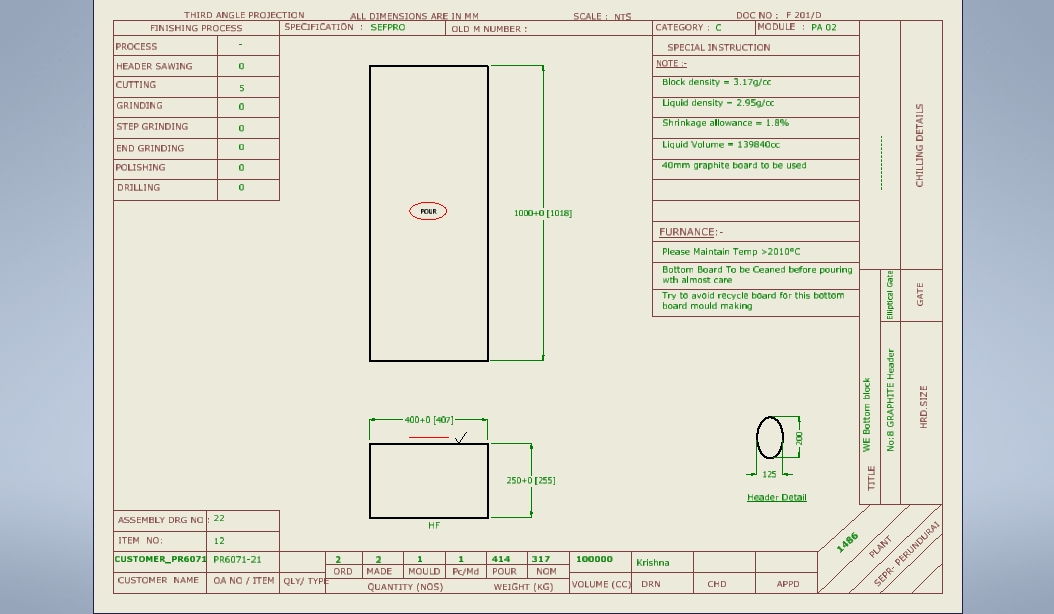 THIRD ANGLE PROJECTION ALL DIMENSIONS ARE IN MM SCALE : NTS DOC NO : F 201/D
FINISHING PROCESS SPECIFICATION : SEFPRO OLD M NUMBER : CATEGORY : C MODULE : PA 02
PROCESS -
HEADER SAWING 0
CUTTING 5
GRINDING 0
STEP GRINDING 0
END GRINDING 0
POLISHING 0
DRILLING 0
SPECIAL INSTRUCTION
NOTE :-
Block density = 3.17g/cc
Liquid density = 2.95g/cc
Shrinkage allowance = 1.8%
Liquid Volume = 139840cc
40mm graphite board to be used
FURNANCE:-
Please Maintain Temp >2010°C
Bottom Board To be Ceaned before pouring
wth almost care
Try to avoid recycle board for this bottom
board mould making
CHILLING DETAILS
Elliptical Gate
GATE
WE Bottom block
TITLE
No:8 GRAPHITE Header
HRD.SIZE
POUR
1000+0 [1018]
400+0 [407]
250+0 [255]
HF
200
125
Header Detail
ASSEMBLY DRG NO : 22
ITEM NO: 12
CUSTOMER_PR6071 PR6071-21 2 2 1 1 414 317 100000 Krishna
ORD MADE MOULD Pc/Md POUR NOM
CUSTOMER NAME OA NO / ITEM QLY/ TYPE QUANTITY (NOS) WEIGHT (KG) VOLUME (CC) DRN CHD APPD
1486
PLANT
SEPR- PERUNDURAI